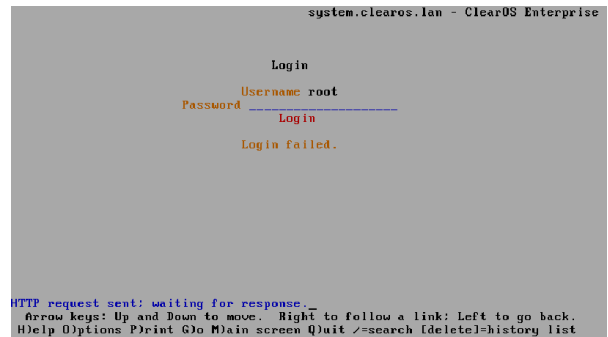 system.clearos.lan - ClearOS Enterprise
Login
Username root
Password ____________________
Login
Login failed.
HTTP request sent; waiting for response._
Arrow keys: Up and Down to move.  Right to follow a link; Left to go back.
H)elp O)ptions P)rint G)o M)ain screen Q)uit /=search [delete]=history list